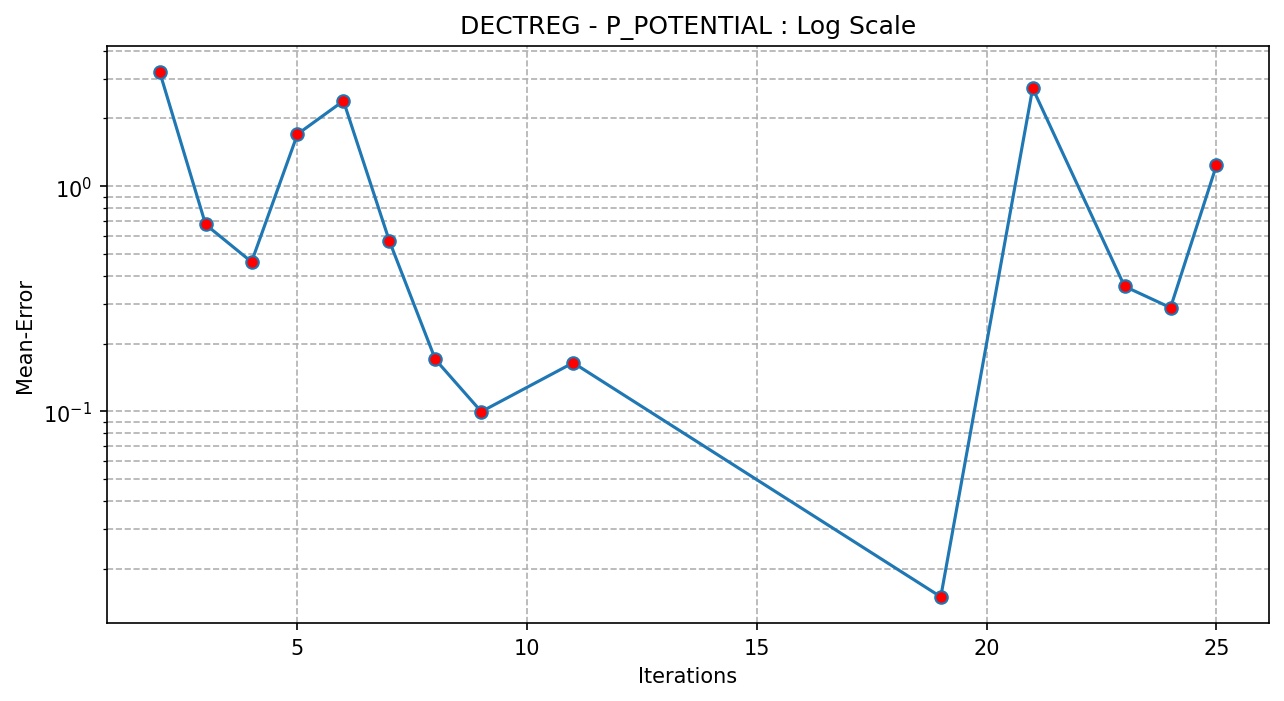 DECTREG - P_POTENTIAL : Log Scale
Mean-Error
10⁰
10⁻¹
5 10 15 20 25
Iterations